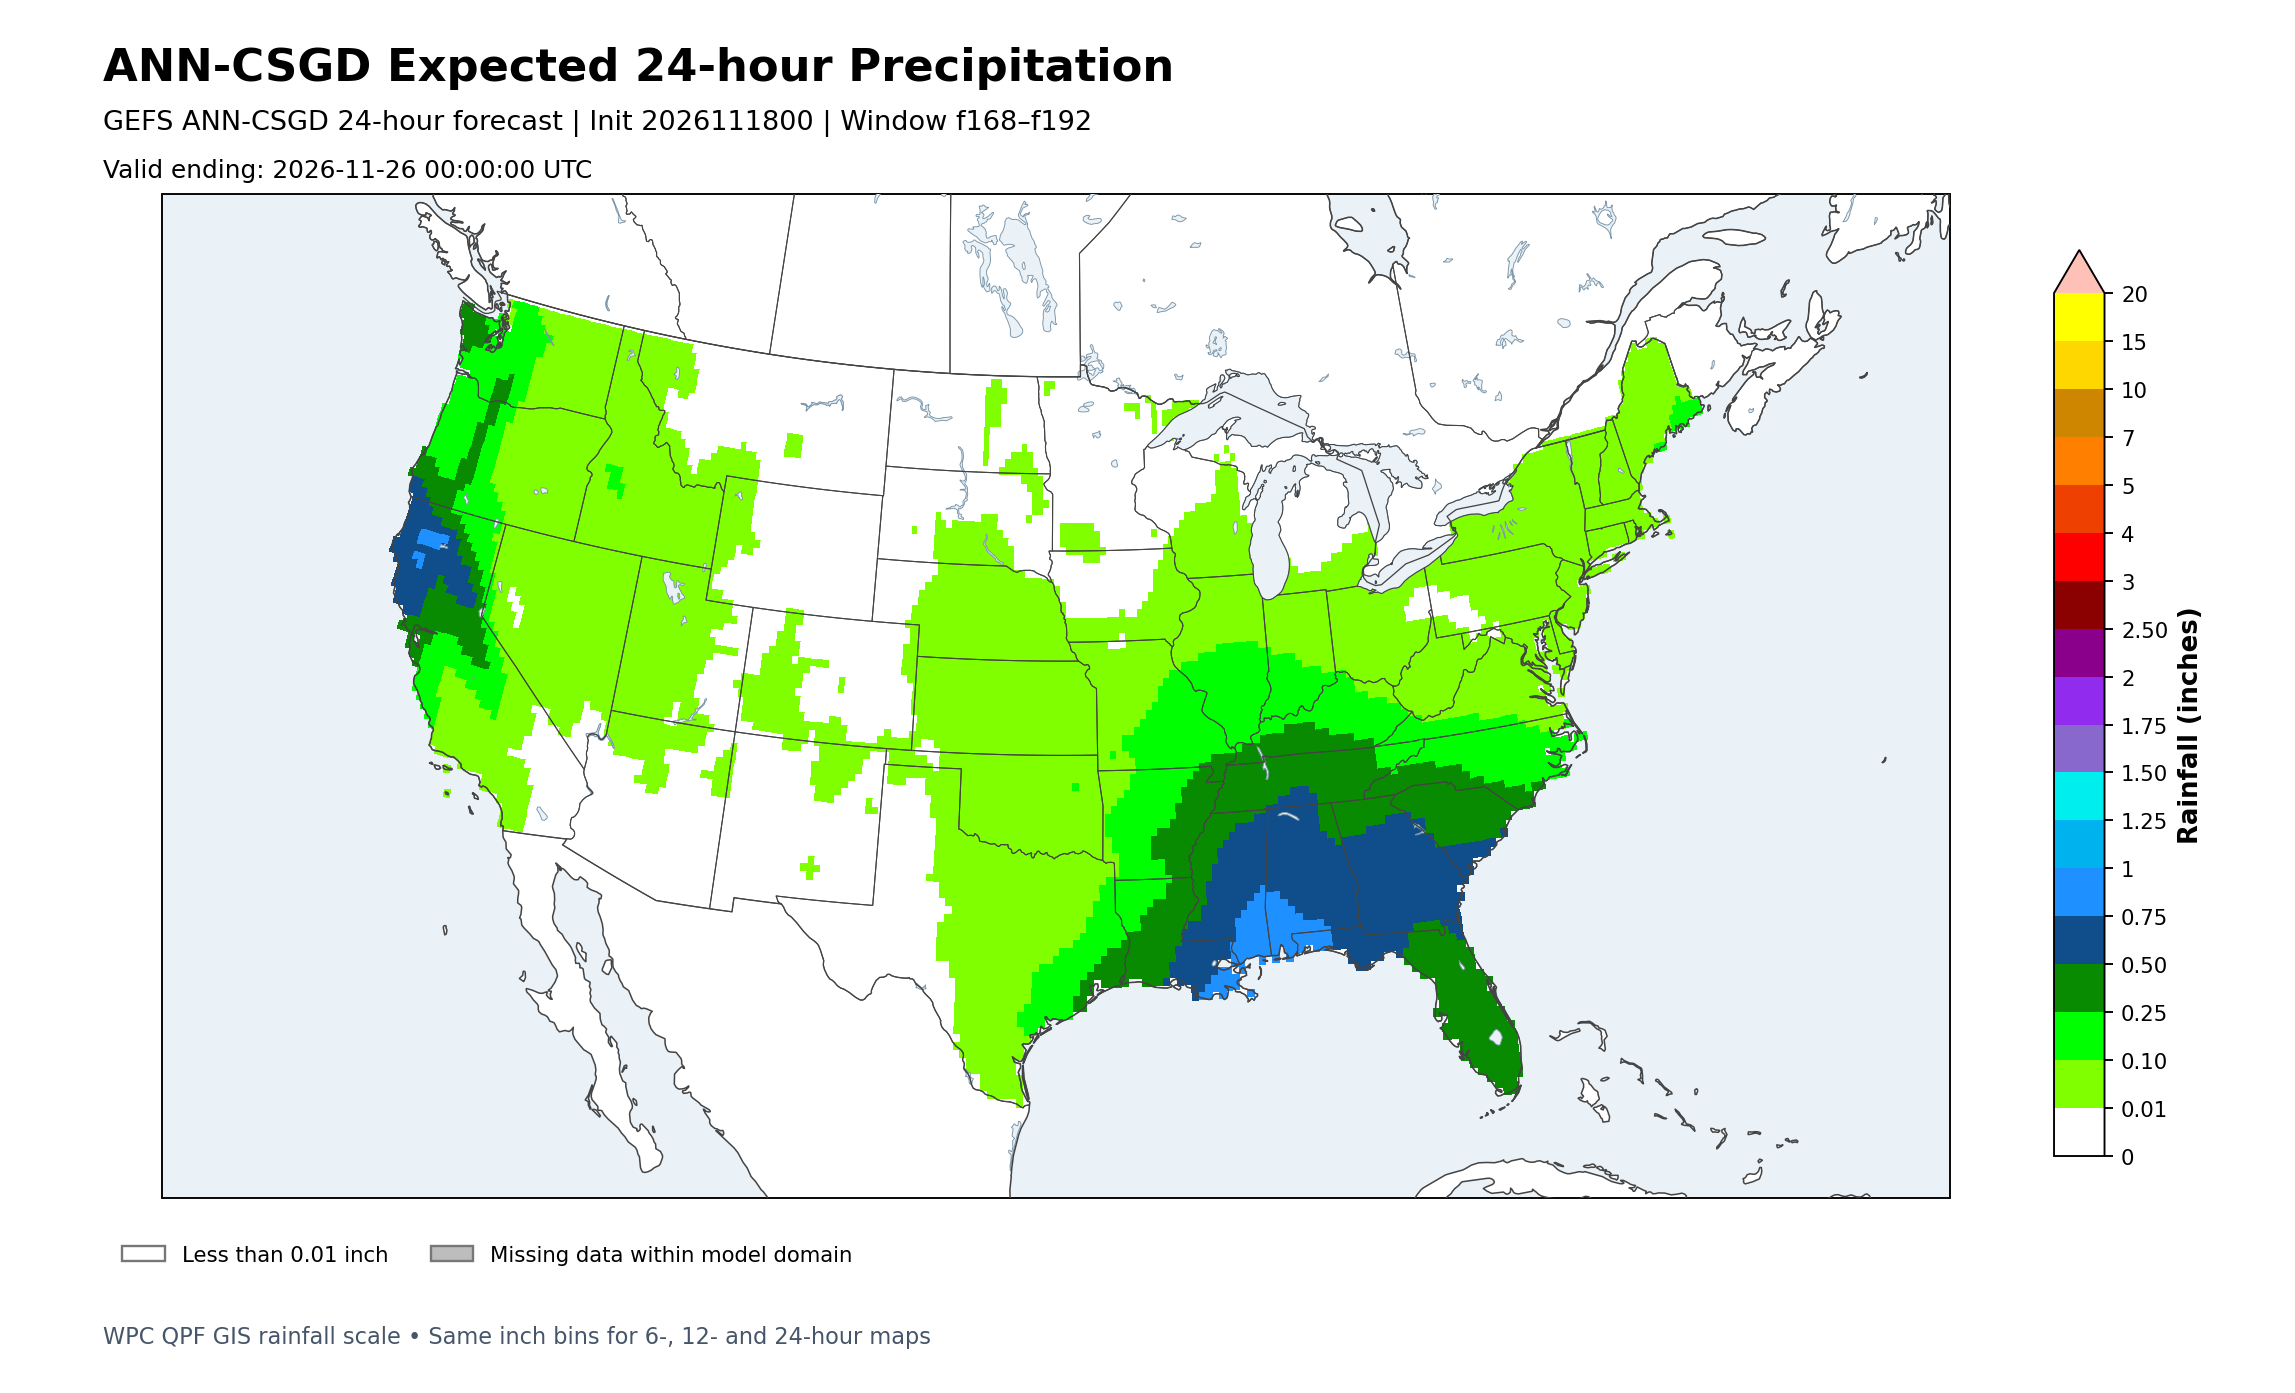 ANN-CSGD Expected 24-hour Precipitation
GEFS ANN-CSGD 24-hour forecast | Init 2026111800 | Window f168–f192
Valid ending: 2026-11-26 00:00:00 UTC
20
15
10
7
5
4
3
2.50
2
1.75
1.50
1.25
1
0.75
0.50
0.25
0.10
0.01
0
Rainfall (inches)
Less than 0.01 inch
Missing data within model domain
WPC QPF GIS rainfall scale • Same inch bins for 6-, 12- and 24-hour maps